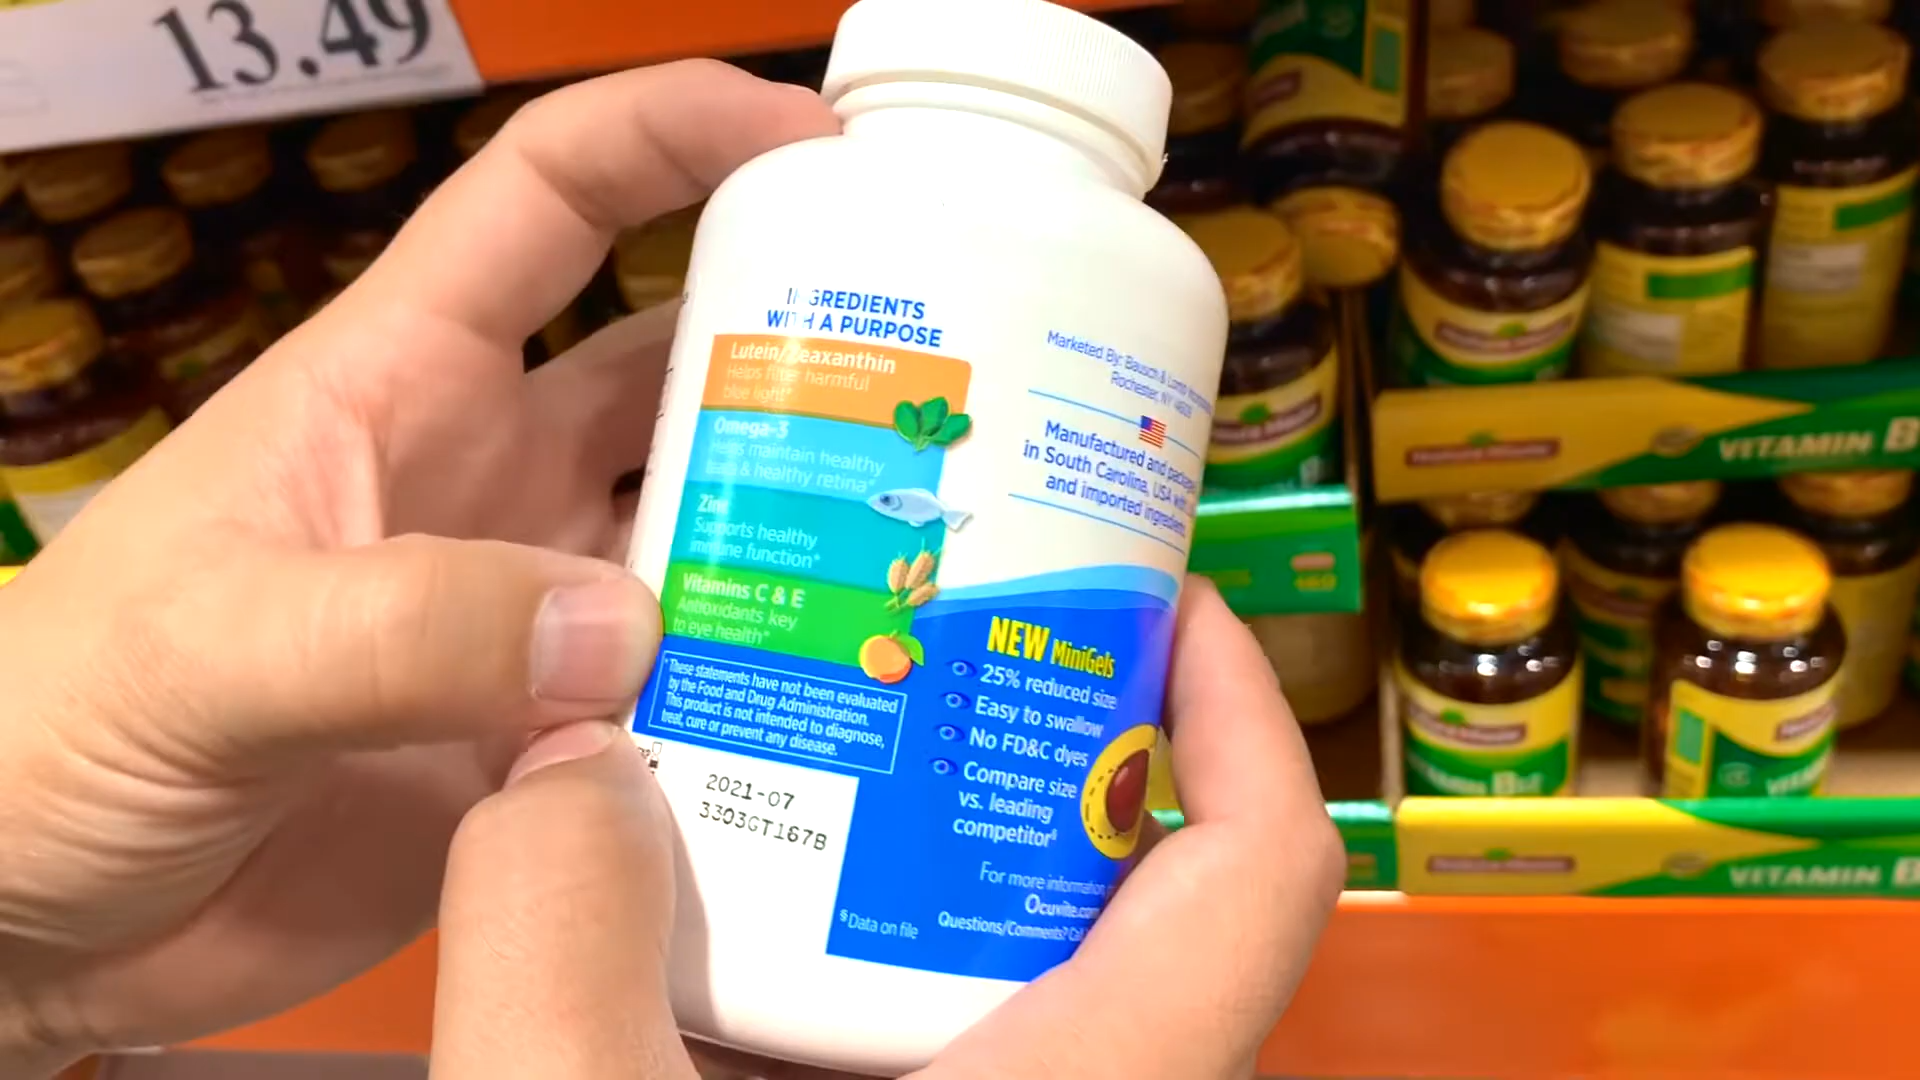 13.49
INGREDIENTS
WITH A PURPOSE
Lutein/Zeaxanthin
Helps filter harmful
blue light*
Omega-3
Helps maintain healthy
tears & healthy retina*
Zinc
Supports healthy
immune function*
Vitamins C & E
Antioxidants key
to eye health*
*These statements have not been evaluated
by the Food and Drug Administration.
This product is not intended to diagnose,
treat, cure or prevent any disease.
2021-07
3303GT167B
§Data on file
Marketed By: Bausch & Lomb
Rochester, NY 14609
Manufactured and
in South Carolina, USA with
and imported ingredients
NEW MiniGels
25% reduced size
Easy to swallow
No FD&C dyes
Compare size
vs. leading
competitor§
For more information
Ocuvite.com
Questions/Comments? Call
VITAMIN B
160
VITAMIN B